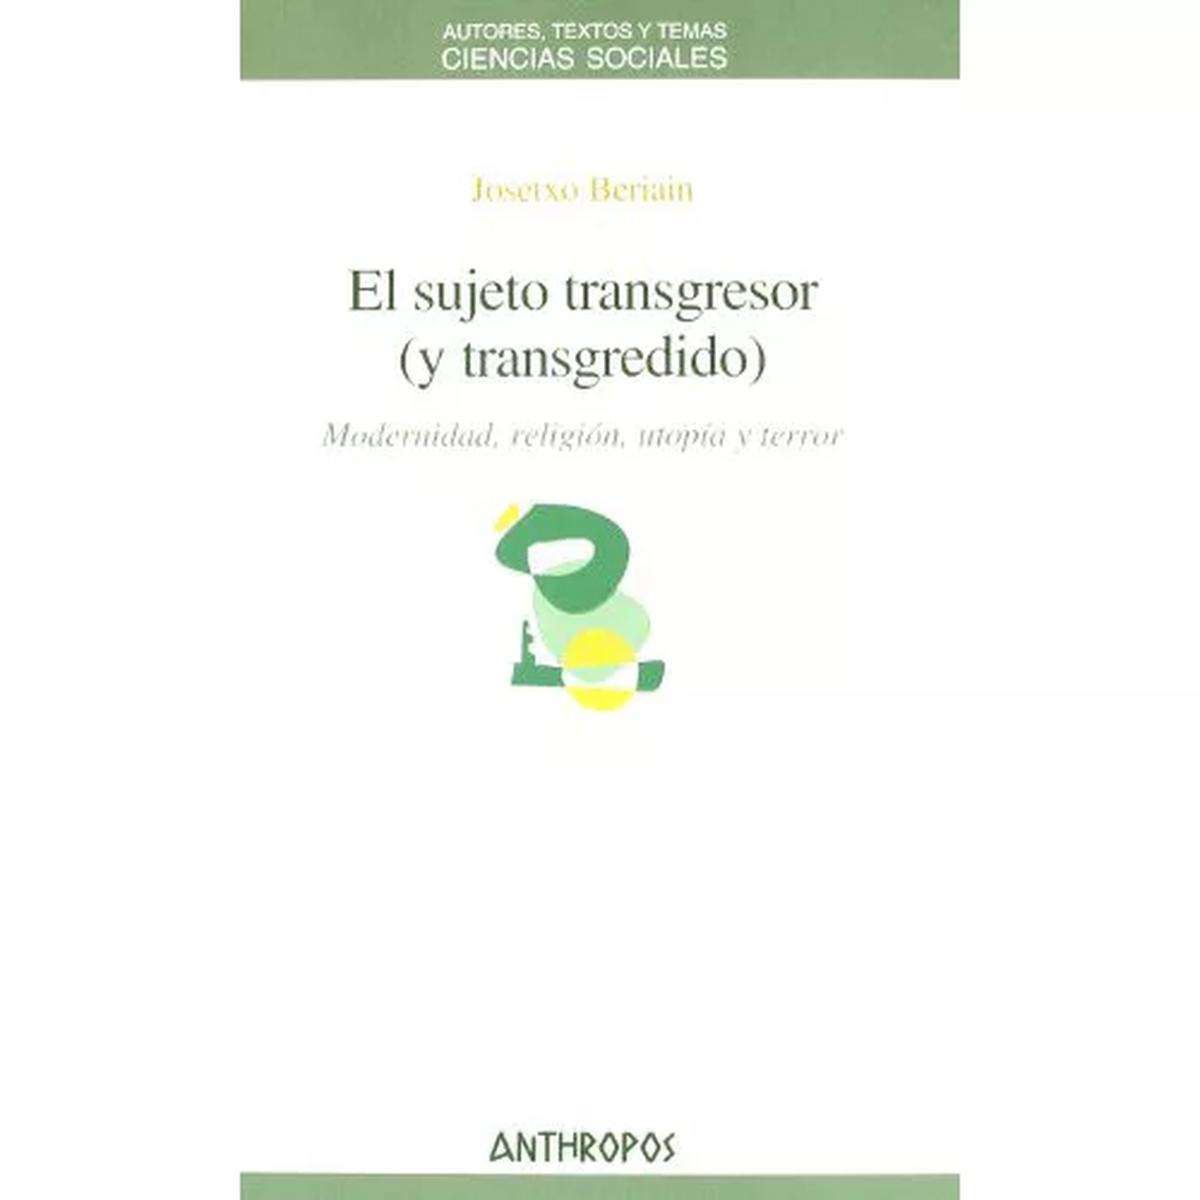 AUTORES, TEXTOS Y TEMAS
CIENCIAS SOCIALES
Josetxo Beriain
El sujeto transgresor
(y transgredido)
Modernidad, religión, utopía y terror
ANTHROPOS